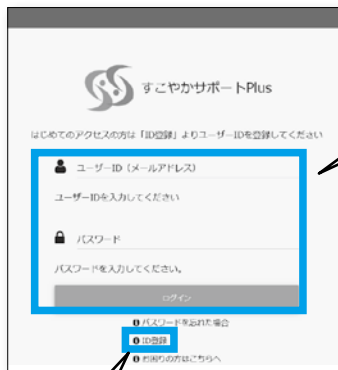 すこやかサポートPlus
はじめてのアクセスの方は「ID登録」よりユーザーIDを登録してください
ユーザーID（メールアドレス）
ユーザーIDを入力してください
パスワード
パスワードを入力してください。
ログイン
パスワードを忘れた場合
ID登録
お困りの方はこちらへ